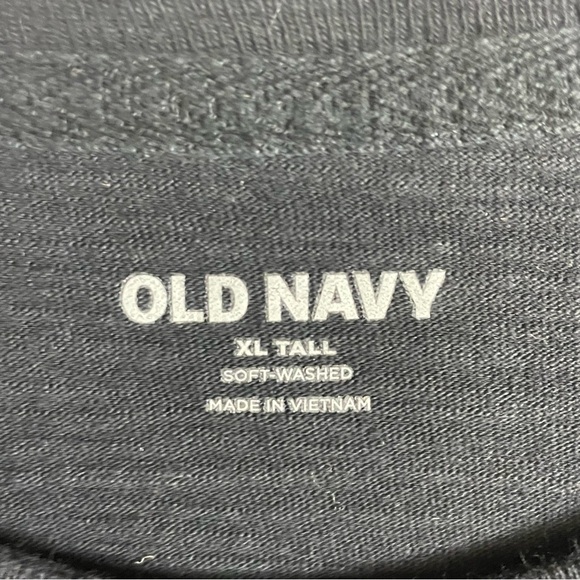 OLD NAVY
XL TALL
SOFT-WASHED
MADE IN VIETNAM